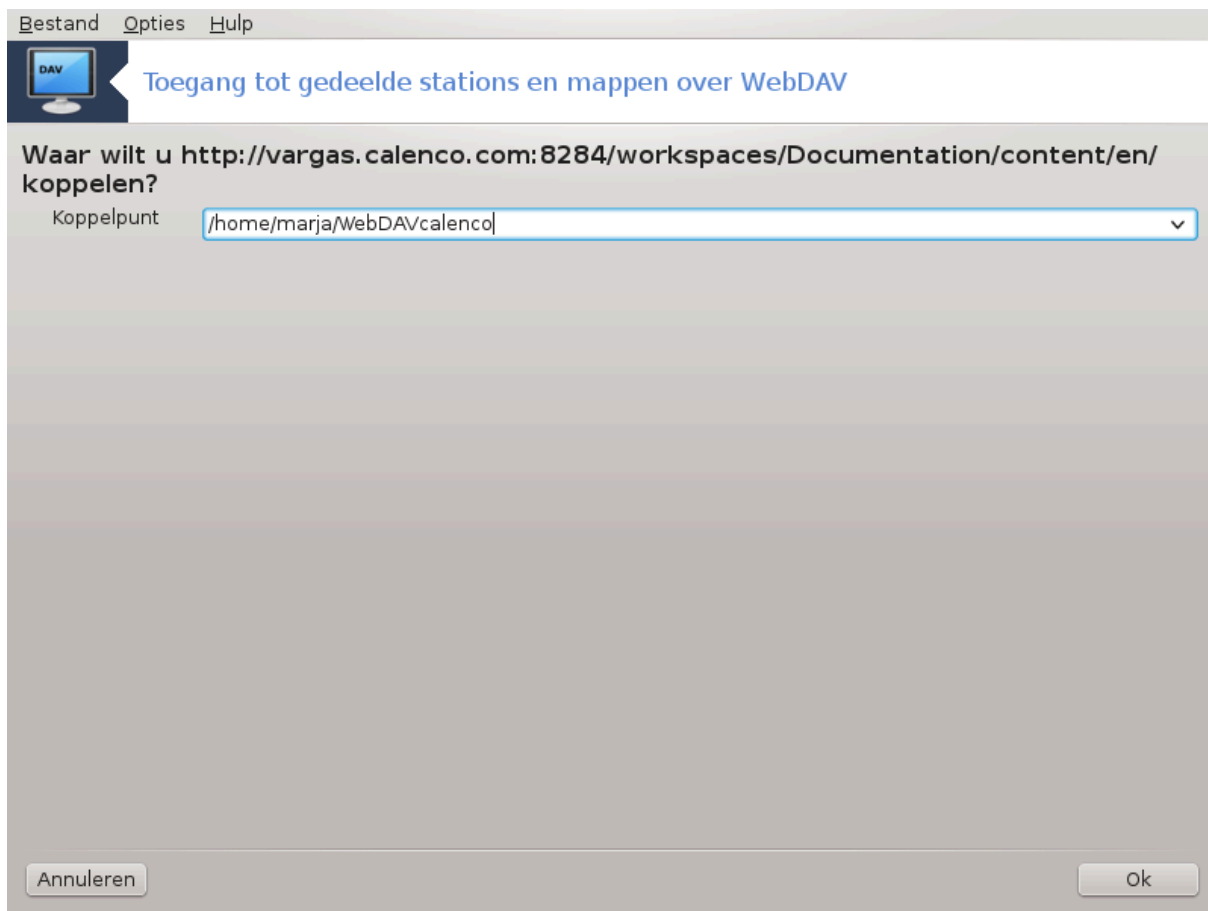 Bestand Opties Hulp
DAV
Toegang tot gedeelde stations en mappen over WebDAV
Waar wilt u http://vargas.calenco.com:8284/workspaces/Documentation/content/en/
koppelen?
Koppelpunt /home/marja/WebDAVcalenco
Annuleren Ok